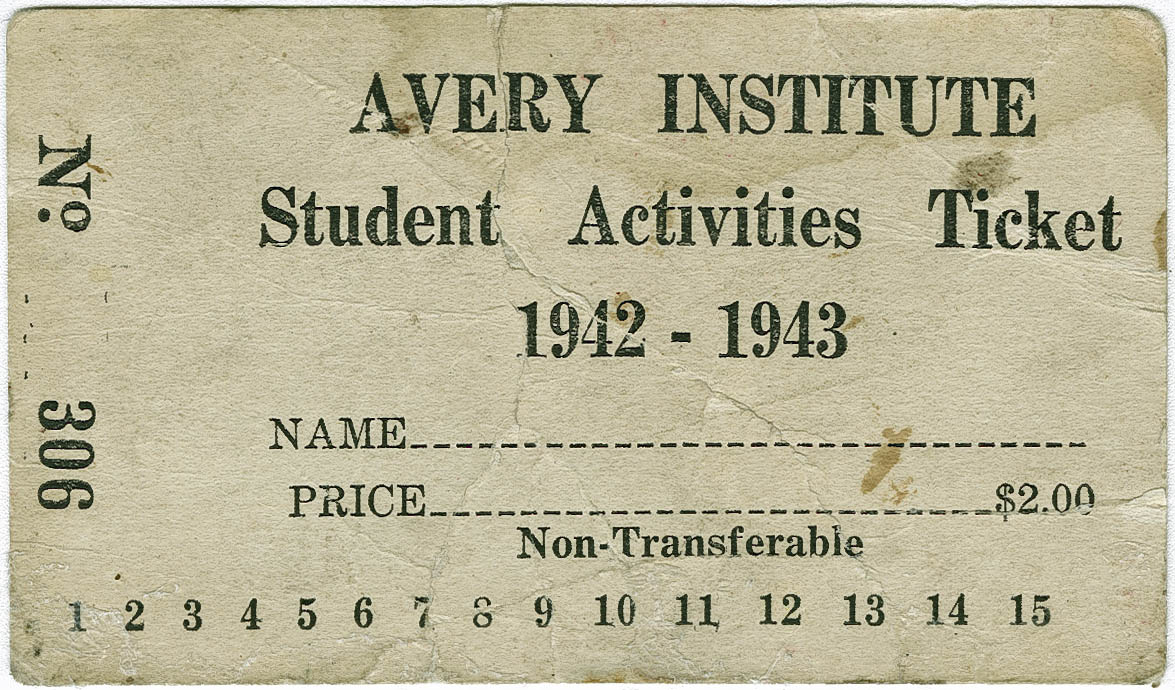 AVERY INSTITUTE
Student Activities Ticket
1942 - 1943
NAME
PRICE $2.00
Non-Transferable
1 2 3 4 5 6 7 8 9 10 11 12 13 14 15
No. 306